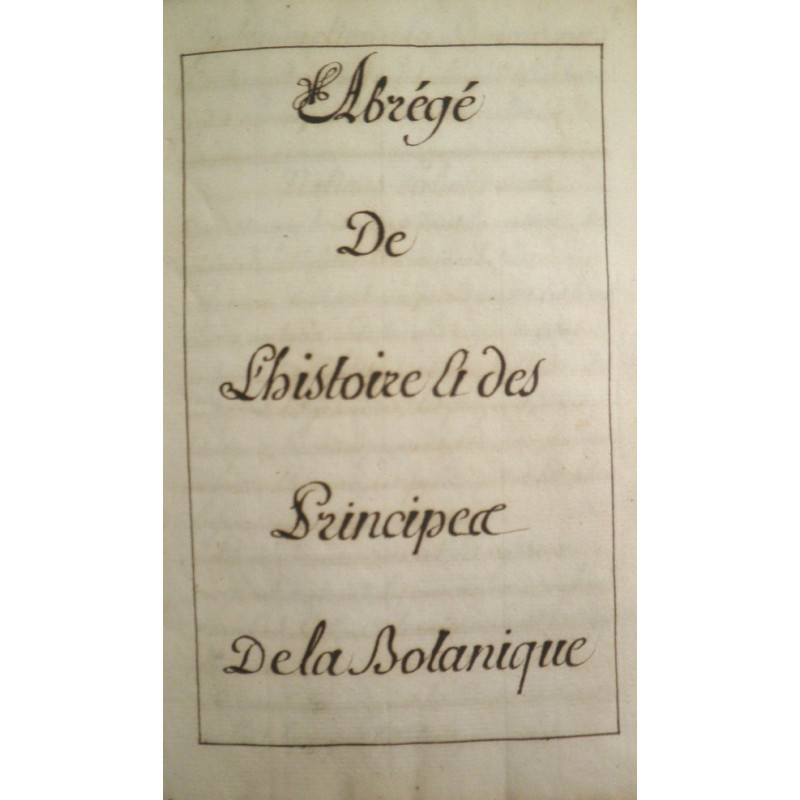 Abrégé
De
L'histoire Et des
Principes
De la Botanique